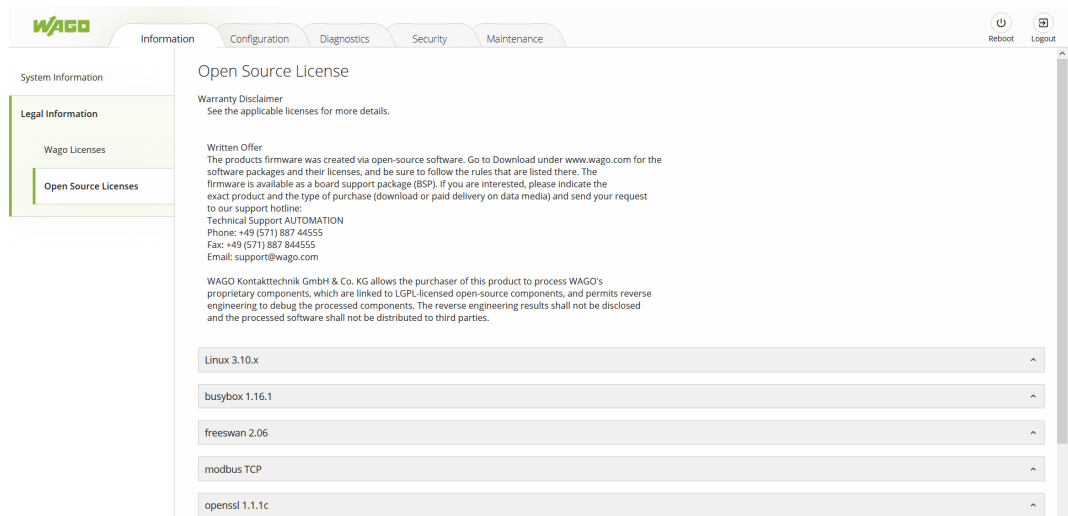 WAGO
Information
Configuration
Diagnostics
Security
Maintenance
Reboot
Logout
System Information
Legal Information
Wago Licenses
Open Source Licenses
Open Source License
Warranty Disclaimer
See the applicable licenses for more details.
Written Offer
The products firmware was created via open-source software. Go to Download under www.wago.com for the
software packages and their licenses, and be sure to follow the rules that are listed there. The
firmware is available as a board support package (BSP). If you are interested, please indicate the
exact product and the type of purchase (download or paid delivery on data media) and send your request
to our support hotline:
Technical Support AUTOMATION
Phone: +49 (571) 887 44555
Fax: +49 (571) 887 844555
Email: support@wago.com
WAGO Kontakttechnik GmbH & Co. KG allows the purchaser of this product to process WAGO's
proprietary components, which are linked to LGPL-licensed open-source components, and permits reverse
engineering to debug the processed components. The reverse engineering results shall not be disclosed
and the processed software shall not be distributed to third parties.
Linux 3.10.x
busybox 1.16.1
freeswan 2.06
modbus TCP
openssl 1.1.1c